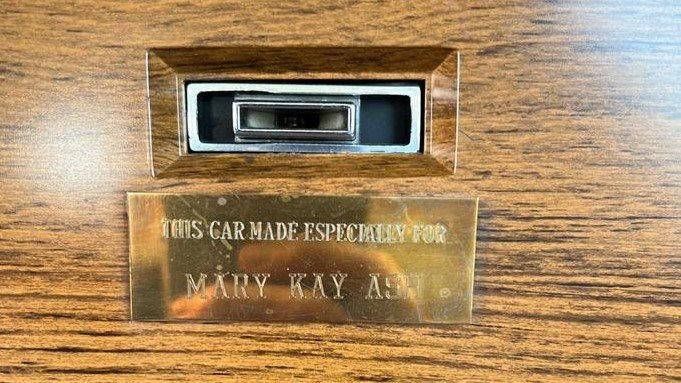 THIS CAR MADE ESPECIALLY FOR
MARY KAY ASH